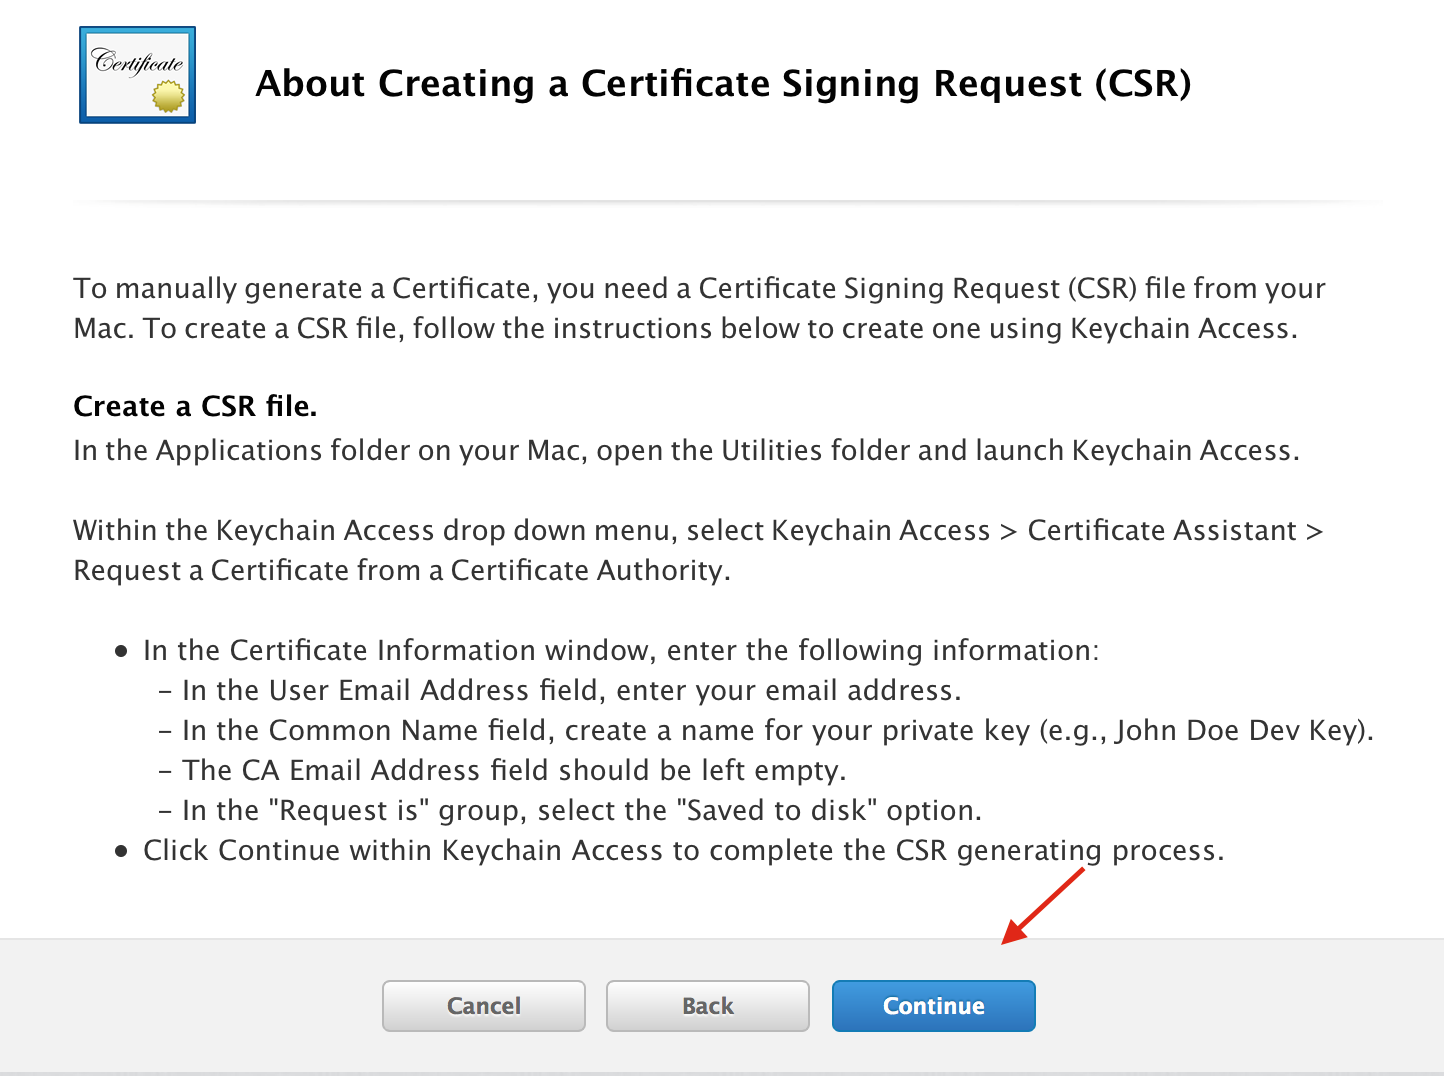 Certificate
About Creating a Certificate Signing Request (CSR)
To manually generate a Certificate, you need a Certificate Signing Request (CSR) file from your
Mac. To create a CSR file, follow the instructions below to create one using Keychain Access.
Create a CSR file.
In the Applications folder on your Mac, open the Utilities folder and launch Keychain Access.
Within the Keychain Access drop down menu, select Keychain Access > Certificate Assistant >
Request a Certificate from a Certificate Authority.
• In the Certificate Information window, enter the following information:
– In the User Email Address field, enter your email address.
– In the Common Name field, create a name for your private key (e.g., John Doe Dev Key).
– The CA Email Address field should be left empty.
– In the "Request is" group, select the "Saved to disk" option.
• Click Continue within Keychain Access to complete the CSR generating process.
Cancel
Back
Continue